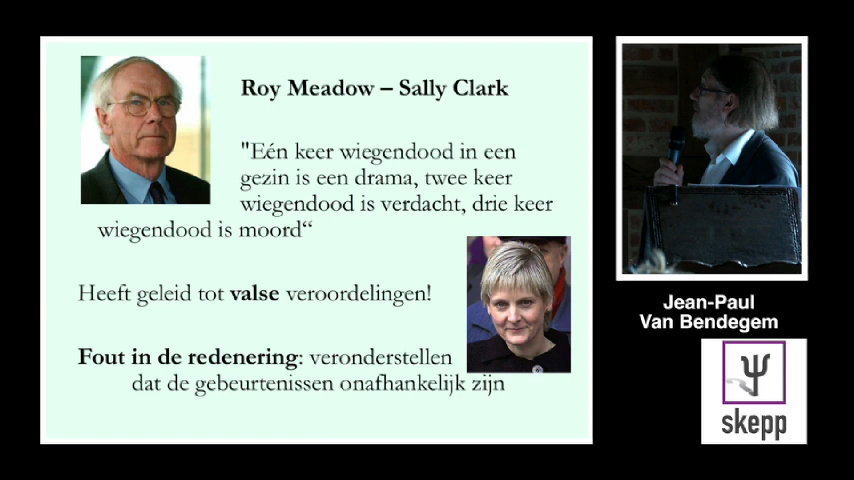 Roy Meadow – Sally Clark
"Eén keer wiegendood in een
gezin is een drama, twee keer
wiegendood is verdacht, drie keer
wiegendood is moord“
Heeft geleid tot valse veroordelingen!
Fout in de redenering: veronderstellen
dat de gebeurtenissen onafhankelijk zijn
Jean-Paul
Van Bendegem
skepp